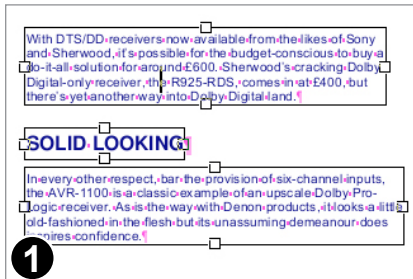 With DTS/DD receivers now available from the likes of Sony
and Sherwood, it's possible for the budget-conscious to buy a
do-it-all solution for around £600. Sherwood's cracking Dolby
Digital-only receiver, the R925-RDS, comes in at £400, but
there's yet another way into Dolby Digital land.¶
SOLID LOOKING¶
In every other respect, bar the provision of six-channel inputs,
the AVR-1100 is a classic example of an upscale Dolby Pro-
Logic receiver. As is the way with Denon products, it looks a little
old-fashioned in the flesh but its unassuming demeanour does
inspires confidence.¶
1